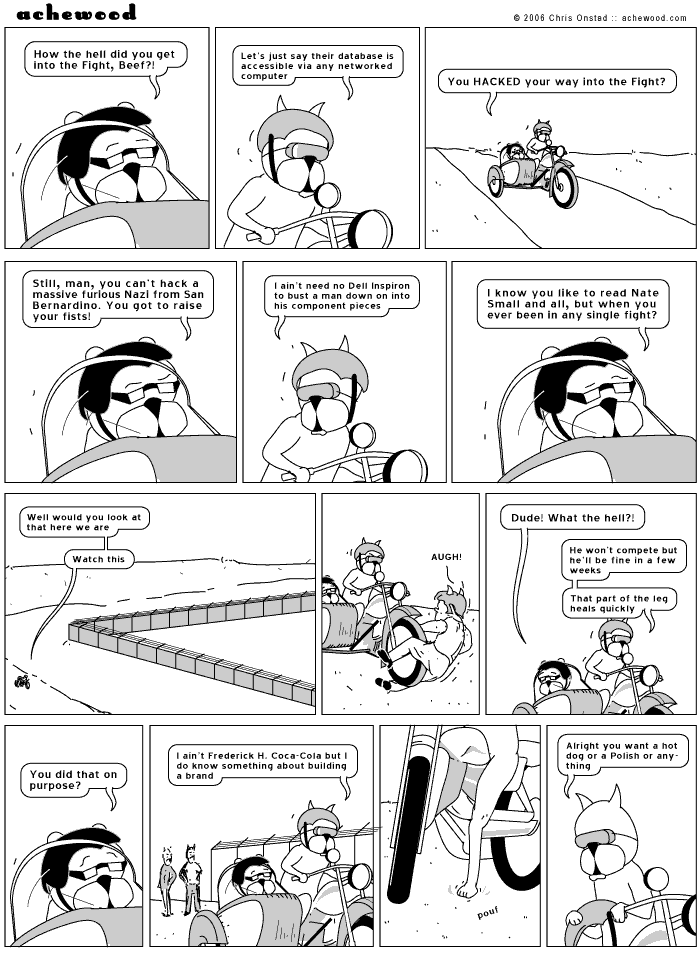 achewood
© 2006 Chris Onstad :: achewood.com
How the hell did you get
into the Fight, Beef?!
Let's just say their database is
accessible via any networked
computer
You HACKED your way into the Fight?
Still, man, you can't hack a
massive furious Nazi from San
Bernardino. You got to raise
your fists!
I ain't need no Dell Inspiron
to bust a man down on into
his component pieces
I know you like to read Nate
Small and all, but when you
ever been in any single fight?
Well would you look at
that here we are
Watch this
AUGH!
Dude! What the hell?!
He won't compete but
he'll be fine in a few
weeks
That part of the leg
heals quickly
You did that on
purpose?
I ain't Frederick H. Coca-Cola but I
do know something about building
a brand
pouf
Alright you want a hot
dog or a Polish or any-
thing